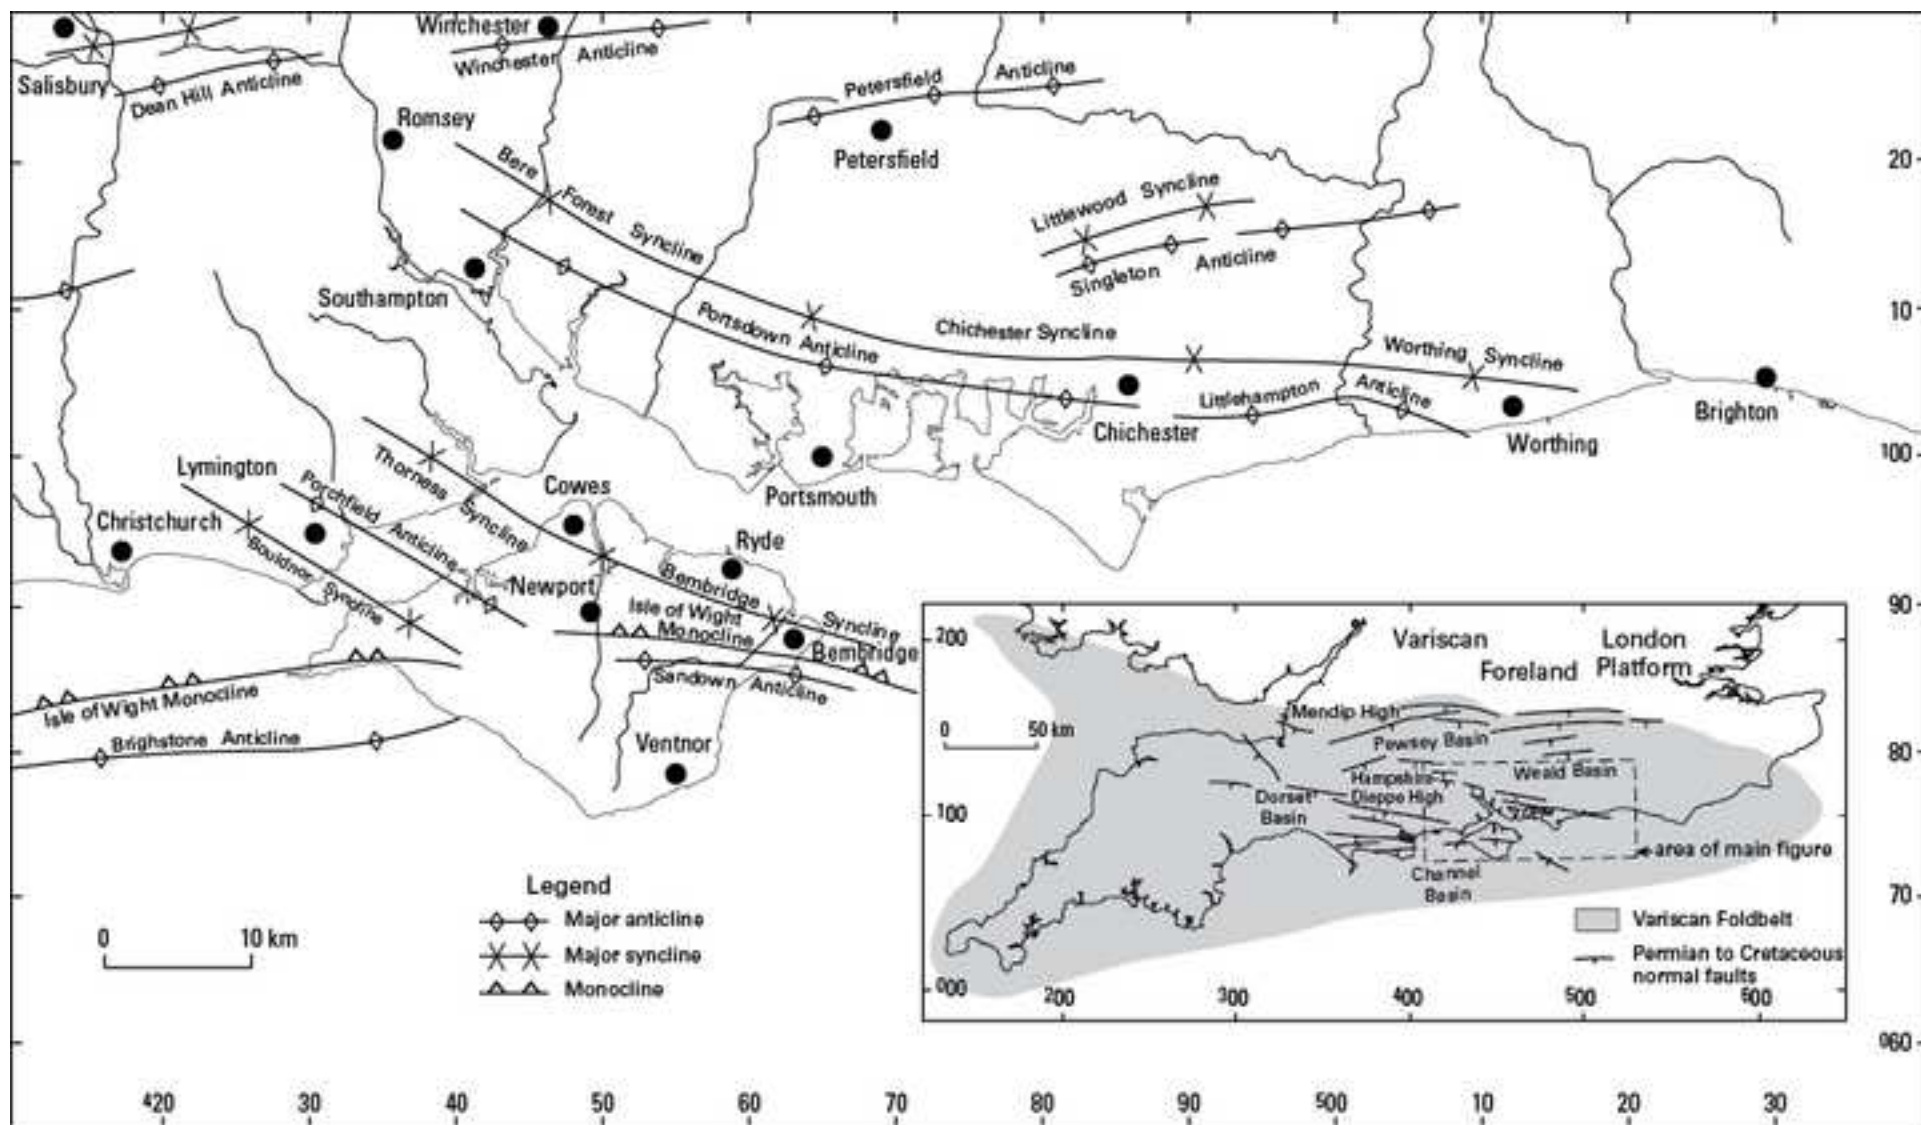 Winchester
Winchester Anticline
Salisbury
Dean Hill Anticline
Petersfield Anticline
Romsey
Petersfield
20
Bere Forest Syncline
Littlewood Syncline
Singleton Anticline
Southampton
10
Portsdown Anticline
Chichester Syncline
Worthing Syncline
Littlehampton Anticline
Brighton
Chichester
Worthing
100
Lymington
Thorness Syncline
Cowes
Portsmouth
Porchfield Anticline
Christchurch
Bouldnor Syncline
Ryde
Newport
Bembridge Syncline
Isle of Wight
Monocline
Bembridge
Sandown Anticline
90
Isle of Wight Monocline
Brighstone Anticline
Ventnor
80
70
060
Legend
Major anticline
Major syncline
Monocline
0 10 km
420 30 40 50 60 70 80 90 500 10 20 30
200
Variscan
Foreland
London
Platform
0 50 km
Mendip High
Pewsey Basin
Weald Basin
Hampshire-
Dieppe High
Dorset
Basin
100
area of main figure
Channel
Basin
Variscan Foldbelt
Permian to Cretaceous
normal faults
000
200 300 400 500 600